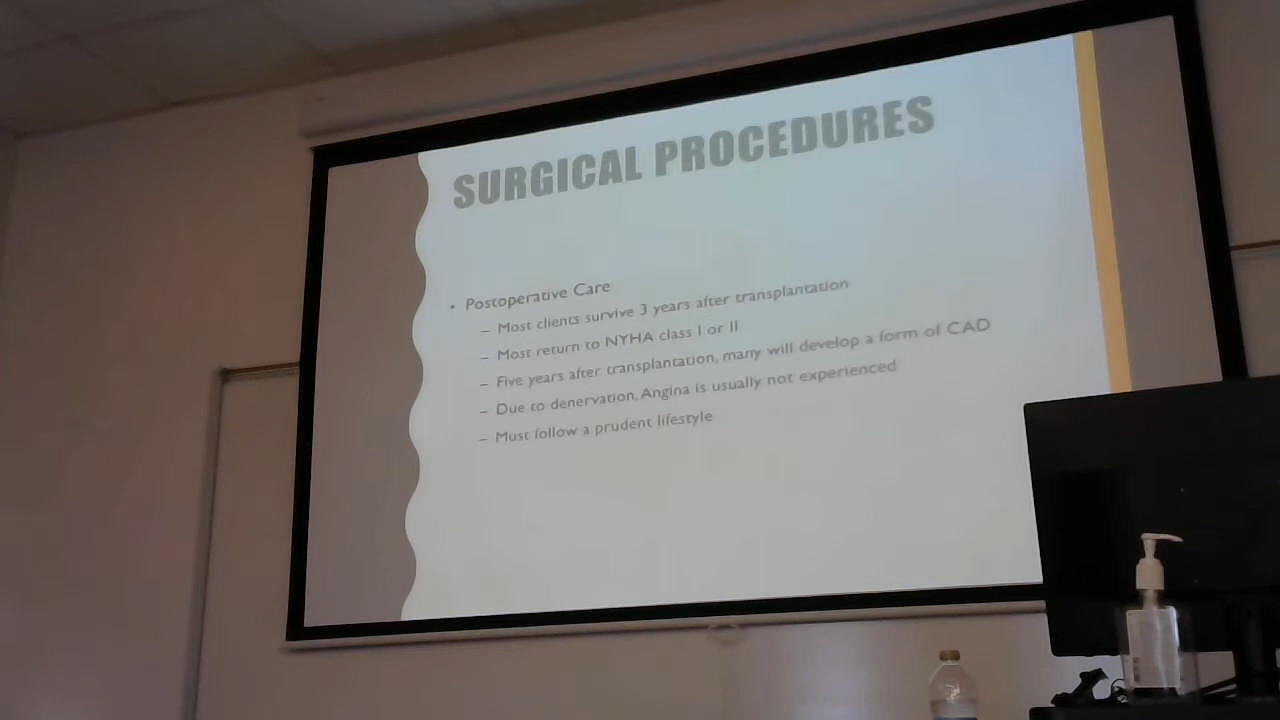 SURGICAL PROCEDURES
• Postoperative Care
– Most clients survive 3 years after transplantation
– Most return to NYHA class I or II
– Five years after transplantation, many will develop a form of CAD
– Due to denervation, Angina is usually not experienced
– Must follow a prudent lifestyle